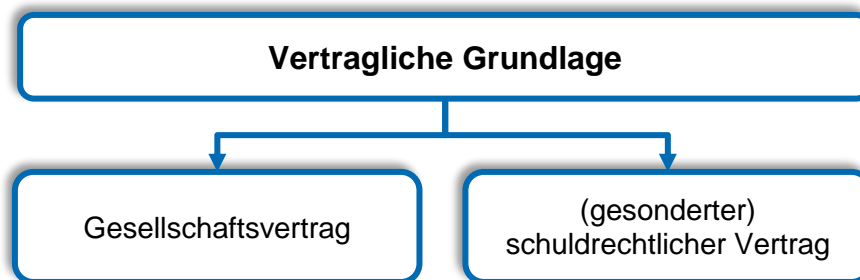 Vertragliche Grundlage
Gesellschaftsvertrag
(gesonderter)
schuldrechtlicher Vertrag